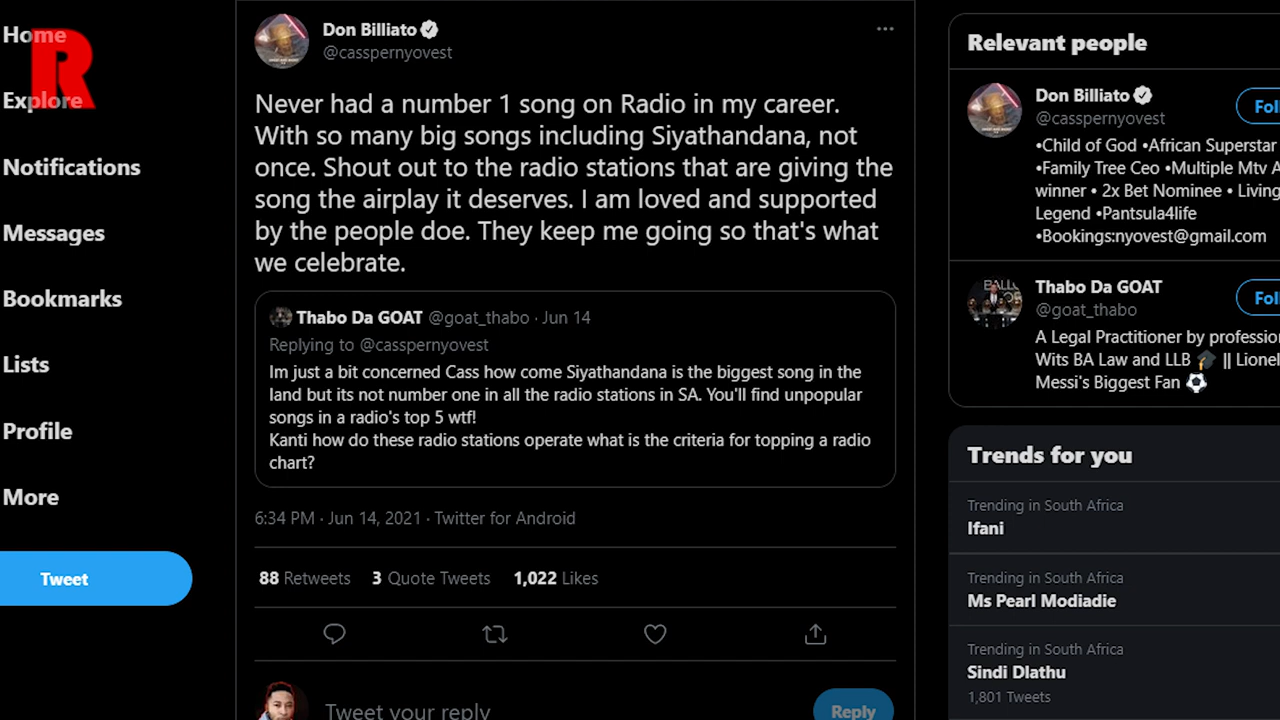 Home
R
Explore
Notifications
Messages
Bookmarks
Lists
Profile
More
Tweet
Don Billiato
@casspernyovest
Never had a number 1 song on Radio in my career.
With so many big songs including Siyathandana, not
once. Shout out to the radio stations that are giving the
song the airplay it deserves. I am loved and supported
by the people doe. They keep me going so that's what
we celebrate.
Thabo Da GOAT @goat_thabo · Jun 14
Replying to @casspernyovest
Im just a bit concerned Cass how come Siyathandana is the biggest song in the
land but its not number one in all the radio stations in SA. You'll find unpopular
songs in a radio's top 5 wtf!
Kanti how do these radio stations operate what is the criteria for topping a radio
chart?
6:34 PM · Jun 14, 2021 · Twitter for Android
88 Retweets 3 Quote Tweets 1,022 Likes
Tweet your reply
Reply
Relevant people
Don Billiato
@casspernyovest
Fol
•Child of God •African Superstar
•Family Tree Ceo •Multiple Mtv A
winner • 2x Bet Nominee • Living
Legend •Pantsula4life
•Bookings:nyovest@gmail.com
Thabo Da GOAT
@goat_thabo
Fol
A Legal Practitioner by profession
Wits BA Law and LLB 🎓 || Lionel
Messi's Biggest Fan ⚽
Trends for you
Trending in South Africa
Ifani
Trending in South Africa
Ms Pearl Modiadie
Trending in South Africa
Sindi Dlathu
1,801 Tweets